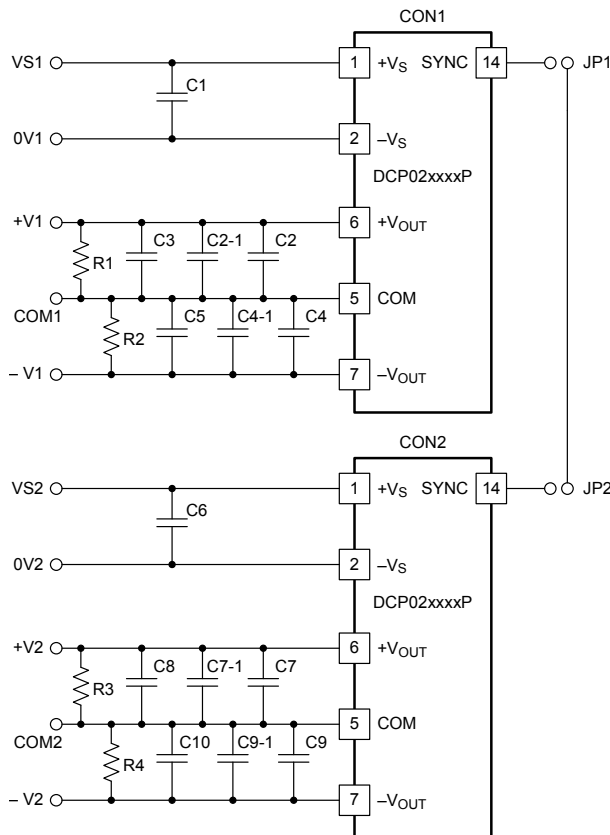 CON1
VS1
1
+VS
SYNC
14
JP1
C1
0V1
2
–VS
DCP02xxxxP
+V1
6
+VOUT
R1
C3
C2-1
C2
COM1
5
COM
R2
C5
C4-1
C4
– V1
7
–VOUT
CON2
VS2
1
+VS
SYNC
14
JP2
C6
0V2
2
–VS
DCP02xxxxP
+V2
6
+VOUT
R3
C8
C7-1
C7
COM2
5
COM
R4
C10
C9-1
C9
– V2
7
–VOUT